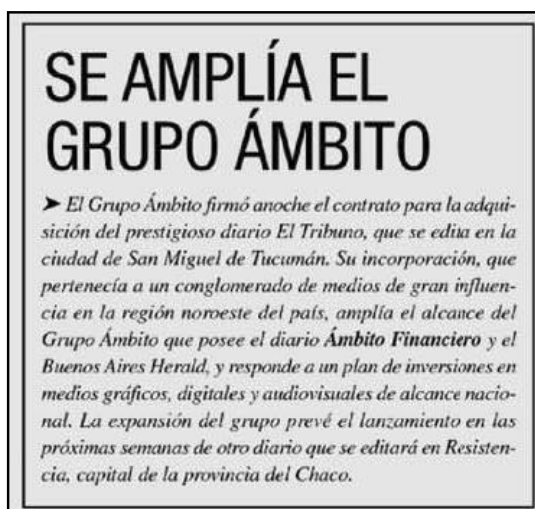 SE AMPLÍA EL
GRUPO ÁMBITO
➤ El Grupo Ámbito firmó anoche el contrato para la adqui-
sición del prestigioso diario El Tribuno, que se edita en la
ciudad de San Miguel de Tucumán. Su incorporación, que
pertenecía a un conglomerado de medios de gran influen-
cia en la región noroeste del país, amplía el alcance del
Grupo Ámbito que posee el diario Ámbito Financiero y el
Buenos Aires Herald, y responde a un plan de inversiones en
medios gráficos, digitales y audiovisuales de alcance nacio-
nal. La expansión del grupo prevé el lanzamiento en las
próximas semanas de otro diario que se editará en Resisten-
cia, capital de la provincia del Chaco.